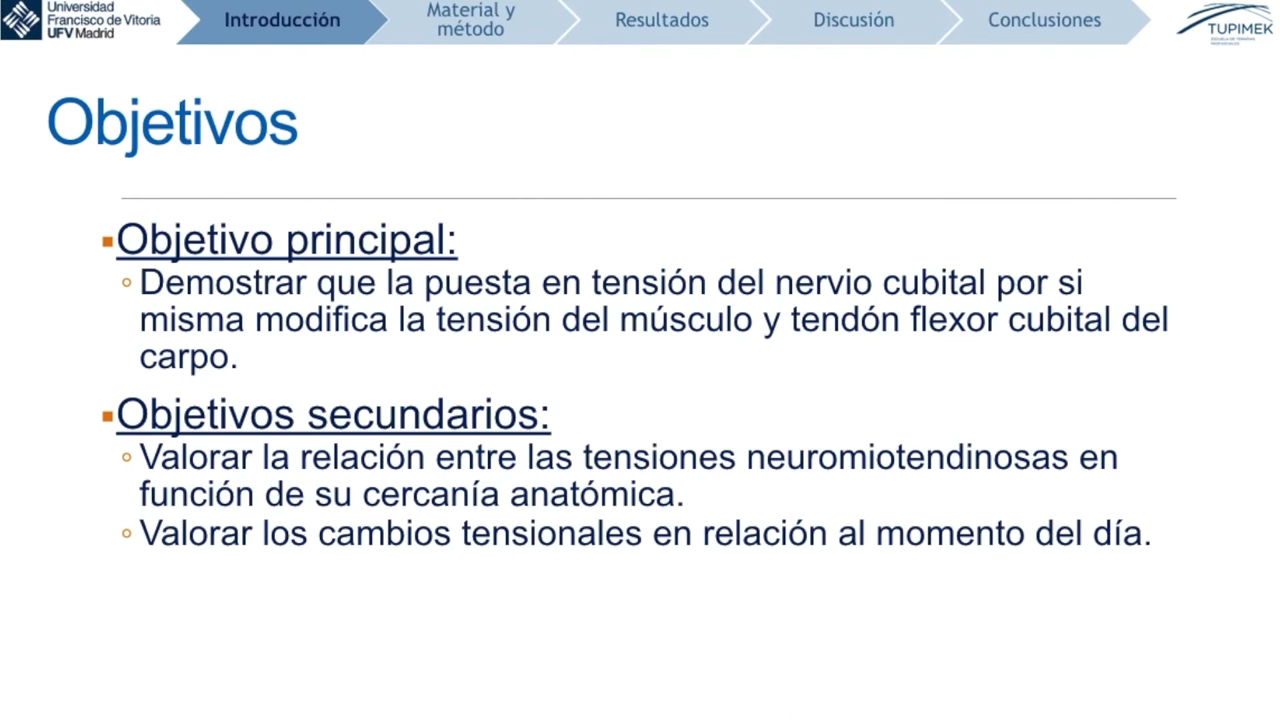 Universidad
Francisco de Vitoria
UFV Madrid
Introducción
Material y
método
Resultados
Discusión
Conclusiones
TUPIMEK
Objetivos
Objetivo principal:
Demostrar que la puesta en tensión del nervio cubital por si
misma modifica la tensión del músculo y tendón flexor cubital del
carpo.
Objetivos secundarios:
Valorar la relación entre las tensiones neuromiotendinosas en
función de su cercanía anatómica.
Valorar los cambios tensionales en relación al momento del día.